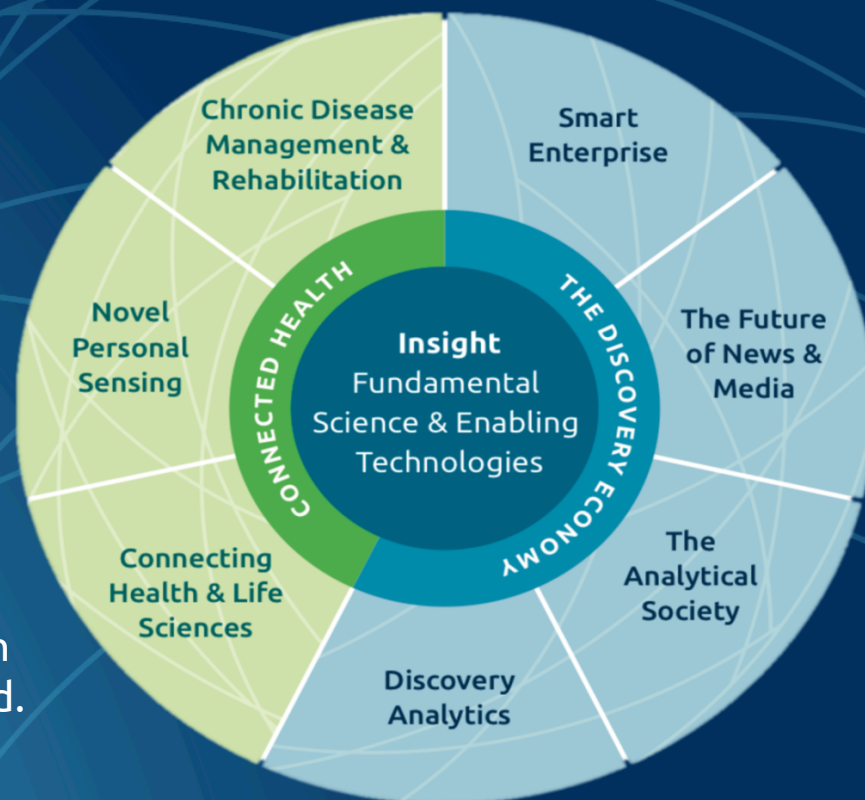 Chronic Disease
Management &
Rehabilitation
Smart
Enterprise
Novel
Personal
Sensing
CONNECTED HEALTH
Insight
Fundamental
Science & Enabling
Technologies
THE DISCOVERY ECONOMY
The Future
of News &
Media
Connecting
Health & Life
Sciences
The
Analytical
Society
Discovery
Analytics